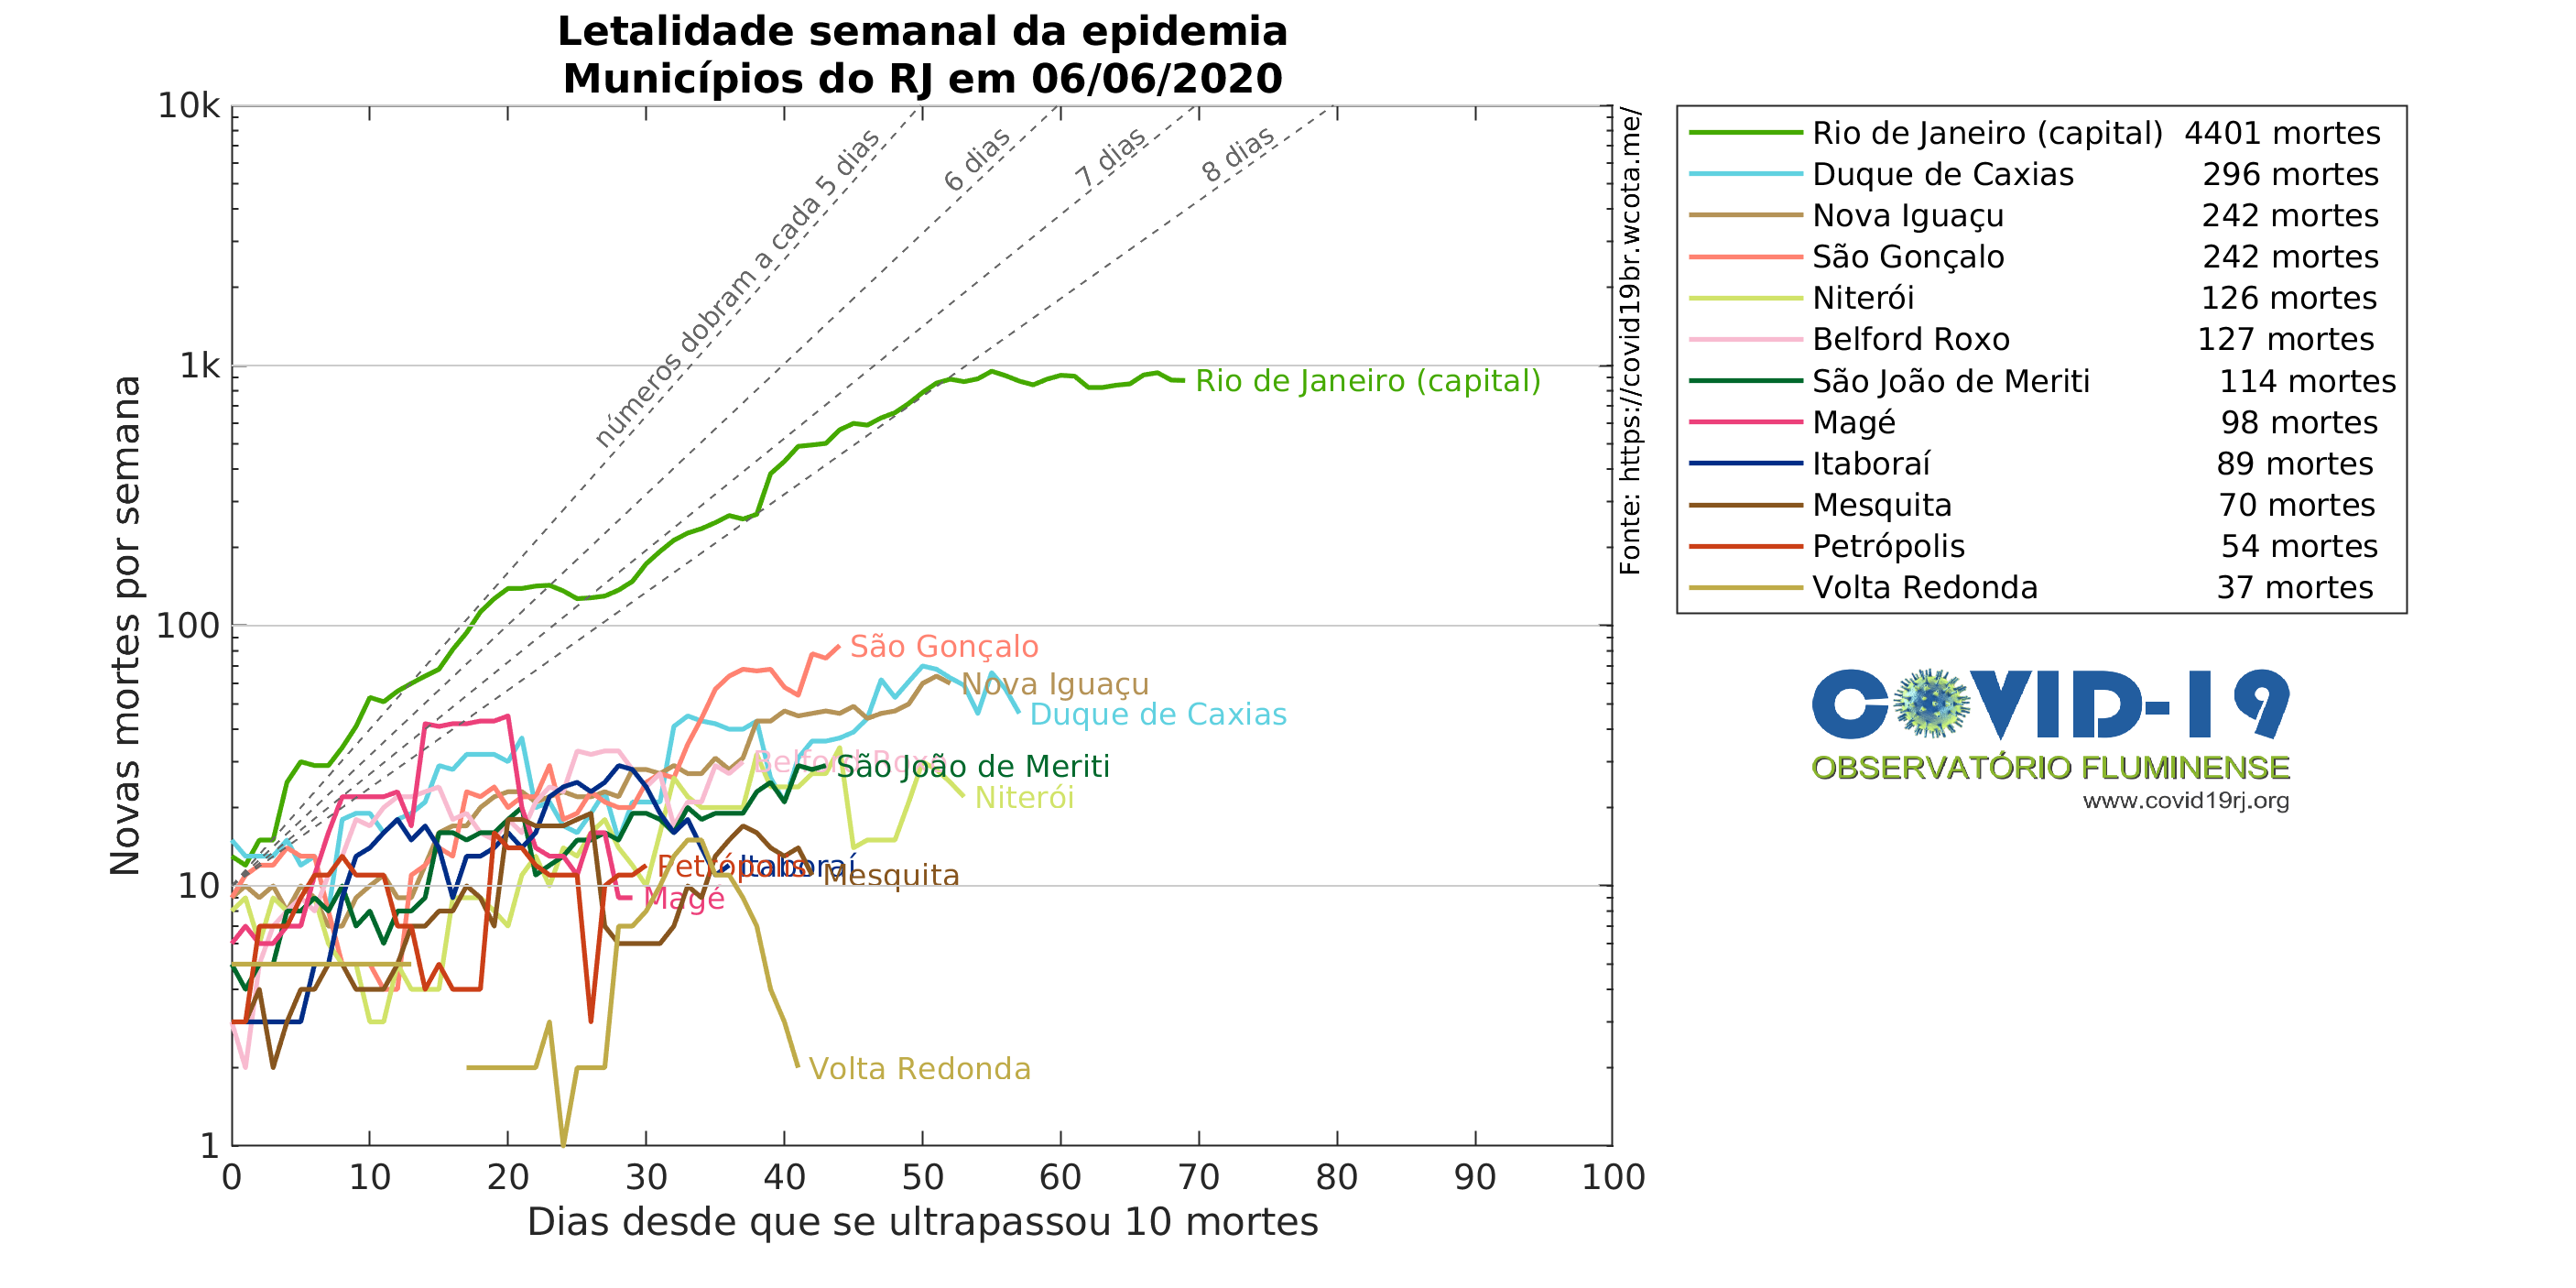 Letalidade semanal da epidemia
Municípios do RJ em 06/06/2020
10k
1k
100
10
1
0 10 20 30 40 50 60 70 80 90 100
Novas mortes por semana
Dias desde que se ultrapassou 10 mortes
números dobram a cada 5 dias
6 dias
7 dias
8 dias
Rio de Janeiro (capital)
São Gonçalo
Nova Iguaçu
Duque de Caxias
Belford Roxo
São João de Meriti
Niterói
Petrópolis
Itaboraí
Mesquita
Magé
Volta Redonda
Fonte: https://covid19br.wcota.me/
Rio de Janeiro (capital) 4401 mortes
Duque de Caxias 296 mortes
Nova Iguaçu 242 mortes
São Gonçalo 242 mortes
Niterói 126 mortes
Belford Roxo 127 mortes
São João de Meriti 114 mortes
Magé 98 mortes
Itaboraí 89 mortes
Mesquita 70 mortes
Petrópolis 54 mortes
Volta Redonda 37 mortes
COVID-19
OBSERVATÓRIO FLUMINENSE
www.covid19rj.org